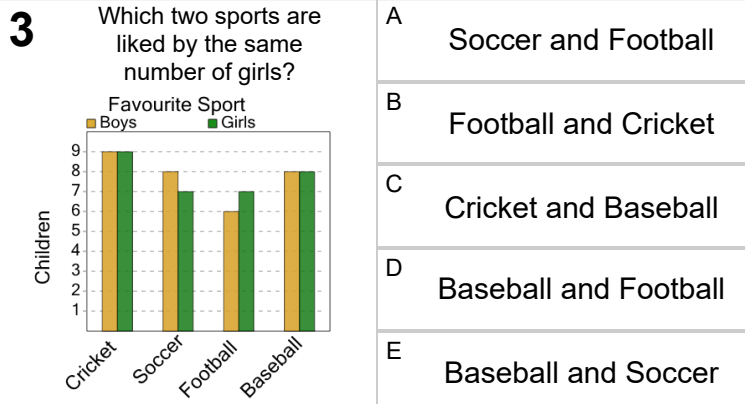 3
Which two sports are
liked by the same
number of girls?
Favourite Sport
Boys Girls
Children
9
8
7
6
5
4
3
2
1
Cricket
Soccer
Football
Baseball
A
Soccer and Football
B
Football and Cricket
C
Cricket and Baseball
D
Baseball and Football
E
Baseball and Soccer